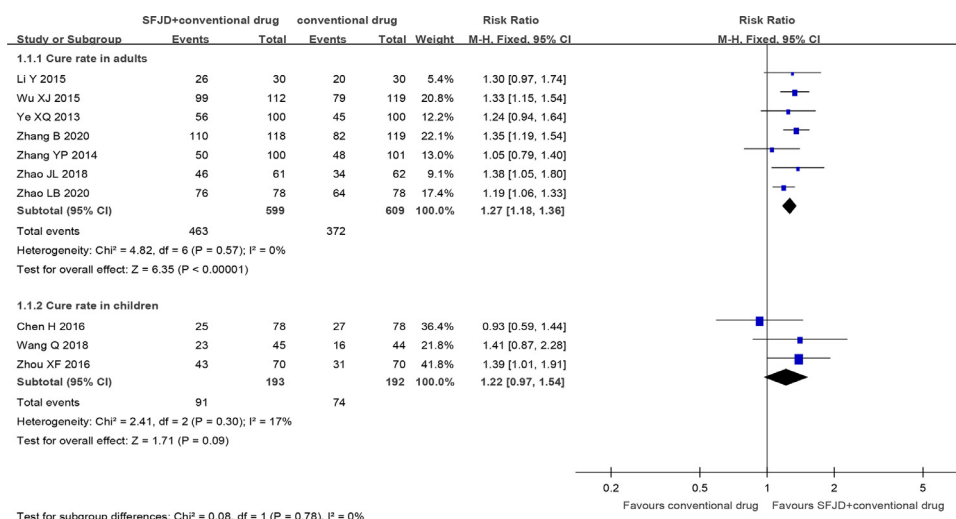 SFJD+conventional drug conventional drug Risk Ratio Risk Ratio
Study or Subgroup Events Total Events Total Weight M-H, Fixed, 95% CI M-H, Fixed, 95% CI
1.1.1 Cure rate in adults
Li Y 2015 26 30 20 30 5.4% 1.30 [0.97, 1.74]
Wu XJ 2015 99 112 79 119 20.8% 1.33 [1.15, 1.54]
Ye XQ 2013 56 100 45 100 12.2% 1.24 [0.94, 1.64]
Zhang B 2020 110 118 82 119 22.1% 1.35 [1.19, 1.54]
Zhang YP 2014 50 100 48 101 13.0% 1.05 [0.79, 1.40]
Zhao JL 2018 46 61 34 62 9.1% 1.38 [1.05, 1.80]
Zhao LB 2020 76 78 64 78 17.4% 1.19 [1.06, 1.33]
Subtotal (95% CI) 599 609 100.0% 1.27 [1.18, 1.36]
Total events 463 372
Heterogeneity: Chi² = 4.82, df = 6 (P = 0.57); I² = 0%
Test for overall effect: Z = 6.35 (P < 0.00001)
1.1.2 Cure rate in children
Chen H 2016 25 78 27 78 36.4% 0.93 [0.59, 1.44]
Wang Q 2018 23 45 16 44 21.8% 1.41 [0.87, 2.28]
Zhou XF 2016 43 70 31 70 41.8% 1.39 [1.01, 1.91]
Subtotal (95% CI) 193 192 100.0% 1.22 [0.97, 1.54]
Total events 91 74
Heterogeneity: Chi² = 2.41, df = 2 (P = 0.30); I² = 17%
Test for overall effect: Z = 1.71 (P = 0.09)
0.2 0.5 1 2 5
Favours conventional drug Favours SFJD+conventional drug
Test for subgroup differences: Chi² = 0.08, df = 1 (P = 0.78), I² = 0%